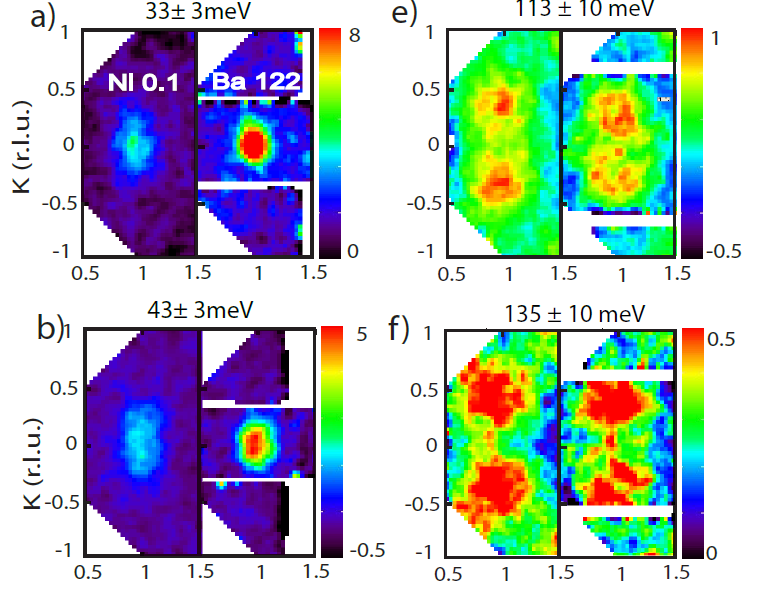 a) 33± 3meV
1 8
0.5 NI 0.1 Ba 122
K (r.l.u.) 0
-0.5
-1 0
0.5 1 1.5 1 1.5
e) 113 ± 10 meV
1 1
0.5
0
-0.5
-1 -0.5
0.5 1 1.5 1 1.5
b) 43± 3meV
1 5
0.5
K (r.l.u.) 0
-0.5
-1 -0.5
0.5 1 1.5 1 1.5
f) 135 ± 10 meV
1 0.5
0.5
0
-0.5
-1 0
0.5 1 1.5 1 1.5